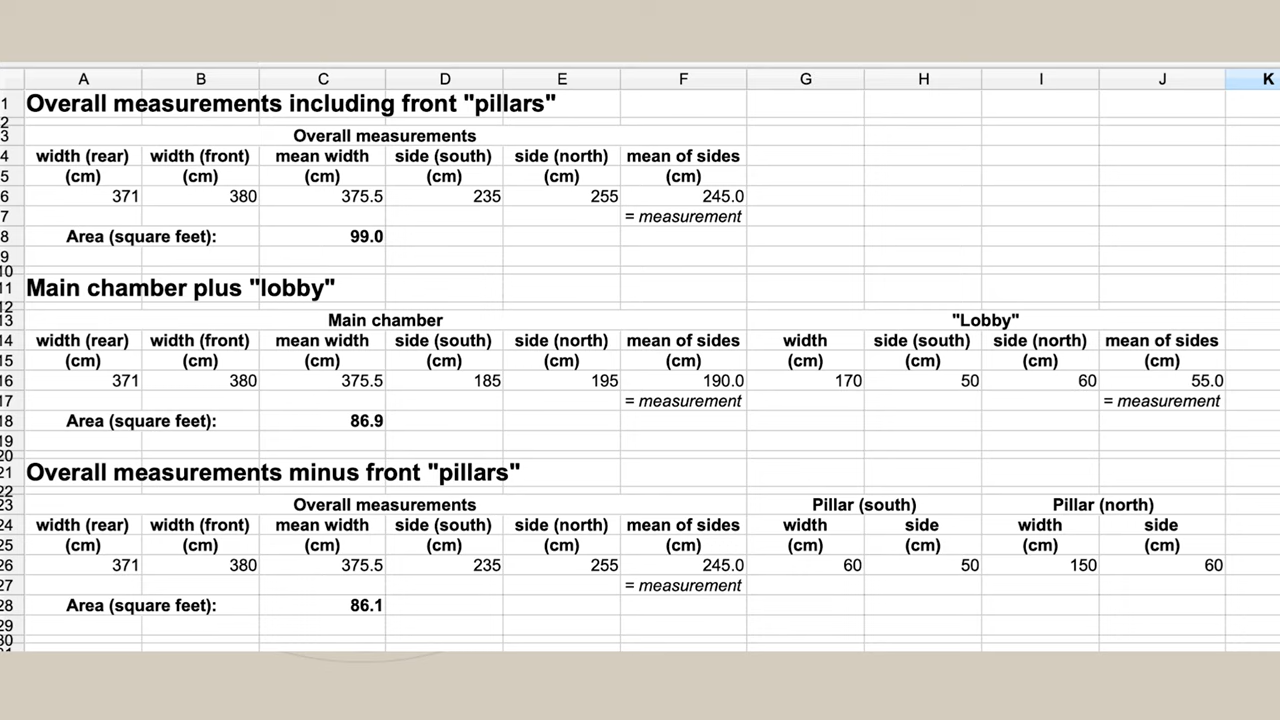 A B C D E F G H I J K
1 Overall measurements including front "pillars"
2
3 Overall measurements
4 width (rear) width (front) mean width side (south) side (north) mean of sides
5 (cm) (cm) (cm) (cm) (cm) (cm)
6 371 380 375.5 235 255 245.0
7 = measurement
8 Area (square feet): 99.0
9
10
11 Main chamber plus "lobby"
12
13 Main chamber "Lobby"
14 width (rear) width (front) mean width side (south) side (north) mean of sides width side (south) side (north) mean of sides
15 (cm) (cm) (cm) (cm) (cm) (cm) (cm) (cm) (cm) (cm)
16 371 380 375.5 185 195 190.0 170 50 60 55.0
17 = measurement = measurement
18 Area (square feet): 86.9
19
20
21 Overall measurements minus front "pillars"
22
23 Overall measurements Pillar (south) Pillar (north)
24 width (rear) width (front) mean width side (south) side (north) mean of sides width side width side
25 (cm) (cm) (cm) (cm) (cm) (cm) (cm) (cm) (cm) (cm)
26 371 380 375.5 235 255 245.0 60 50 150 60
27 = measurement
28 Area (square feet): 86.1
29
30